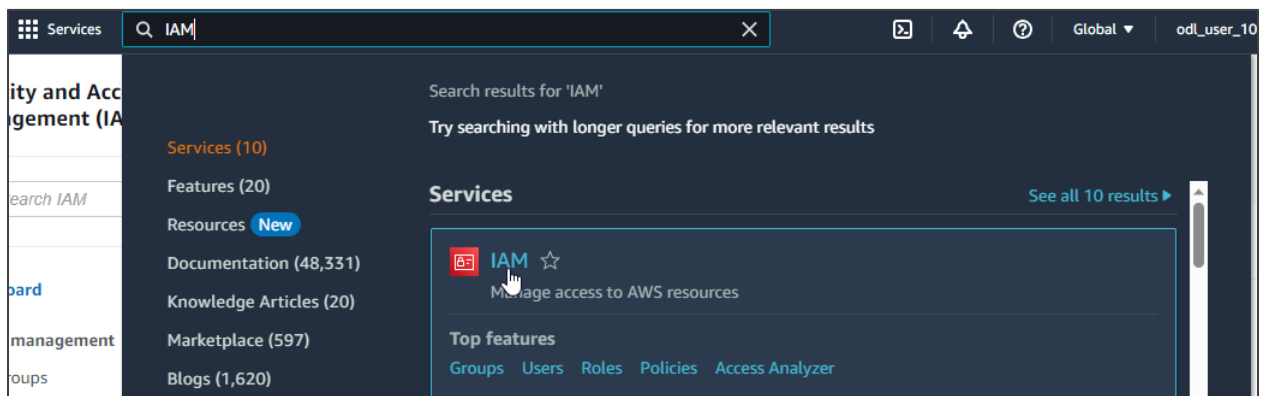 Services
IAM
Global ▼
odl_user_10
ity and Acc
agement (IA
earch IAM
oard
management
roups
Services (10)
Features (20)
Resources New
Documentation (48,331)
Knowledge Articles (20)
Marketplace (597)
Blogs (1,620)
Search results for 'IAM'
Try searching with longer queries for more relevant results
Services
See all 10 results ▶
IAM
Manage access to AWS resources
Top features
Groups Users Roles Policies Access Analyzer